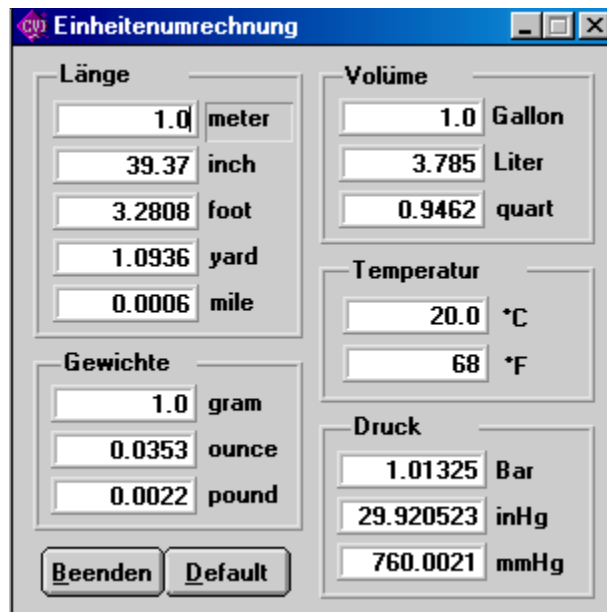 CVI Einheitenumrechnung
Länge
1.0 meter
39.37 inch
3.2808 foot
1.0936 yard
0.0006 mile
Gewichte
1.0 gram
0.0353 ounce
0.0022 pound
Beenden Default
Volüme
1.0 Gallon
3.785 Liter
0.9462 quart
Temperatur
20.0 °C
68 °F
Druck
1.01325 Bar
29.920523 inHg
760.0021 mmHg